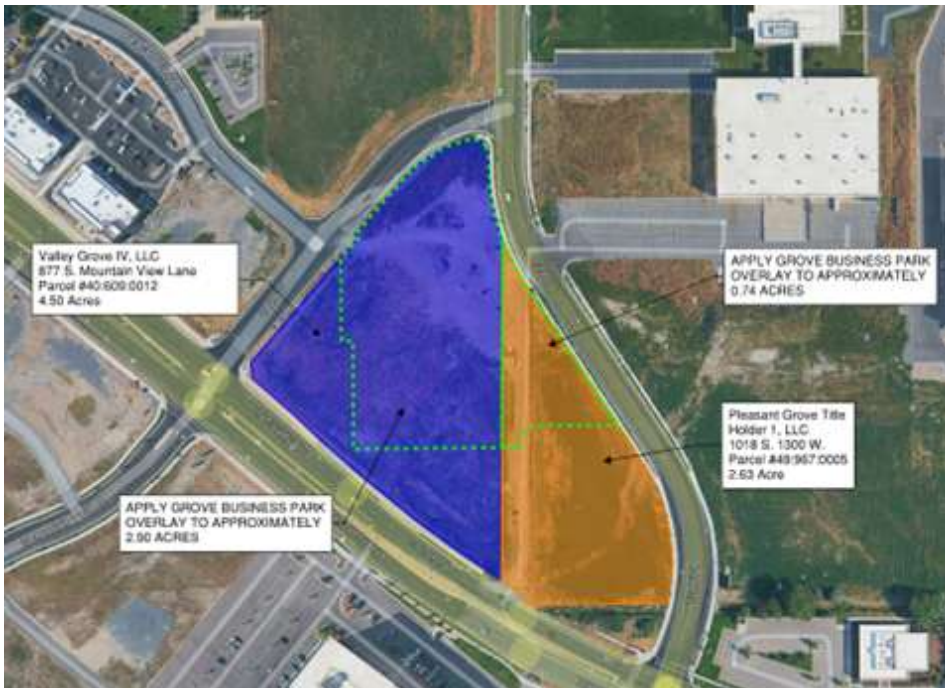 Valley Grove IV, LLC
877 S. Mountain View Lane
Parcel #40:609:0012
4.50 Acres
APPLY GROVE BUSINESS PARK
OVERLAY TO APPROXIMATELY
0.74 ACRES
Pleasant Grove Title
Holder 1, LLC
1018 S. 1300 W.
Parcel #49:967:0005
2.63 Acre
APPLY GROVE BUSINESS PARK
OVERLAY TO APPROXIMATELY
2.90 ACRES